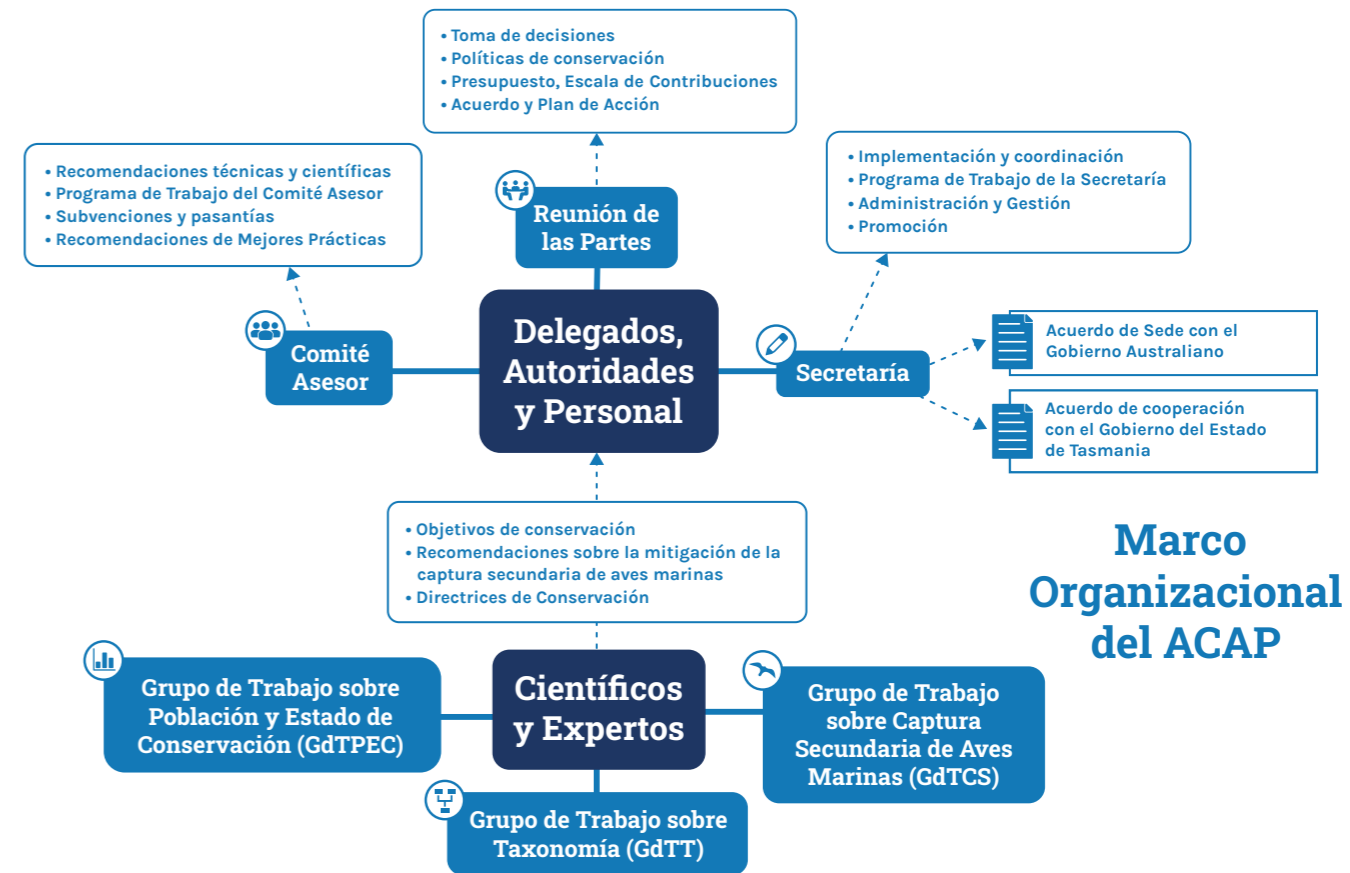 • Toma de decisiones
• Políticas de conservación
• Presupuesto, Escala de Contribuciones
• Acuerdo y Plan de Acción
• Recomendaciones técnicas y científicas
• Programa de Trabajo del Comité Asesor
• Subvenciones y pasantías
• Recomendaciones de Mejores Prácticas
• Implementación y coordinación
• Programa de Trabajo de la Secretaría
• Administración y Gestión
• Promoción
Reunión de
las Partes
Comité
Asesor
Delegados,
Autoridades
y Personal
Secretaría
Acuerdo de Sede con el
Gobierno Australiano
Acuerdo de cooperación
con el Gobierno del Estado
de Tasmania
• Objetivos de conservación
• Recomendaciones sobre la mitigación de la
captura secundaria de aves marinas
• Directrices de Conservación
Marco
Organizacional
del ACAP
Grupo de Trabajo sobre
Población y Estado de
Conservación (GdTPEC)
Científicos
y Expertos
Grupo de Trabajo
sobre Captura
Secundaria de Aves
Marinas (GdTCS)
Grupo de Trabajo sobre
Taxonomía (GdTT)